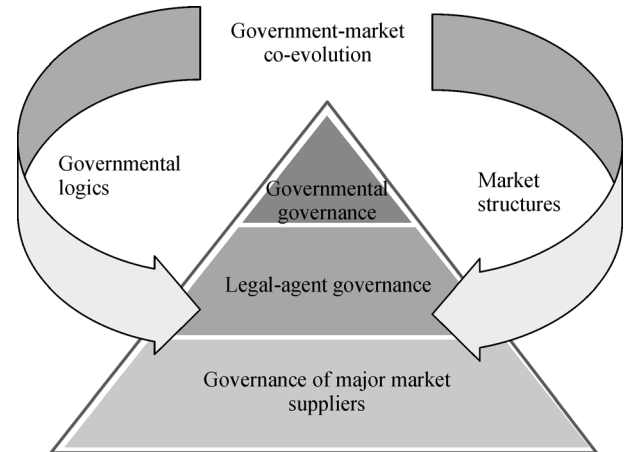 Government-market
co-evolution
Governmental
logics
Market
structures
Governmental
governance
Legal-agent governance
Governance of major market
suppliers